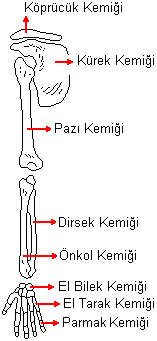 Köprücük Kemiği
Kürek Kemiği
Pazı Kemiği
Dirsek Kemiği
Önkol Kemiği
El Bilek Kemiği
El Tarak Kemiği
Parmak Kemiği